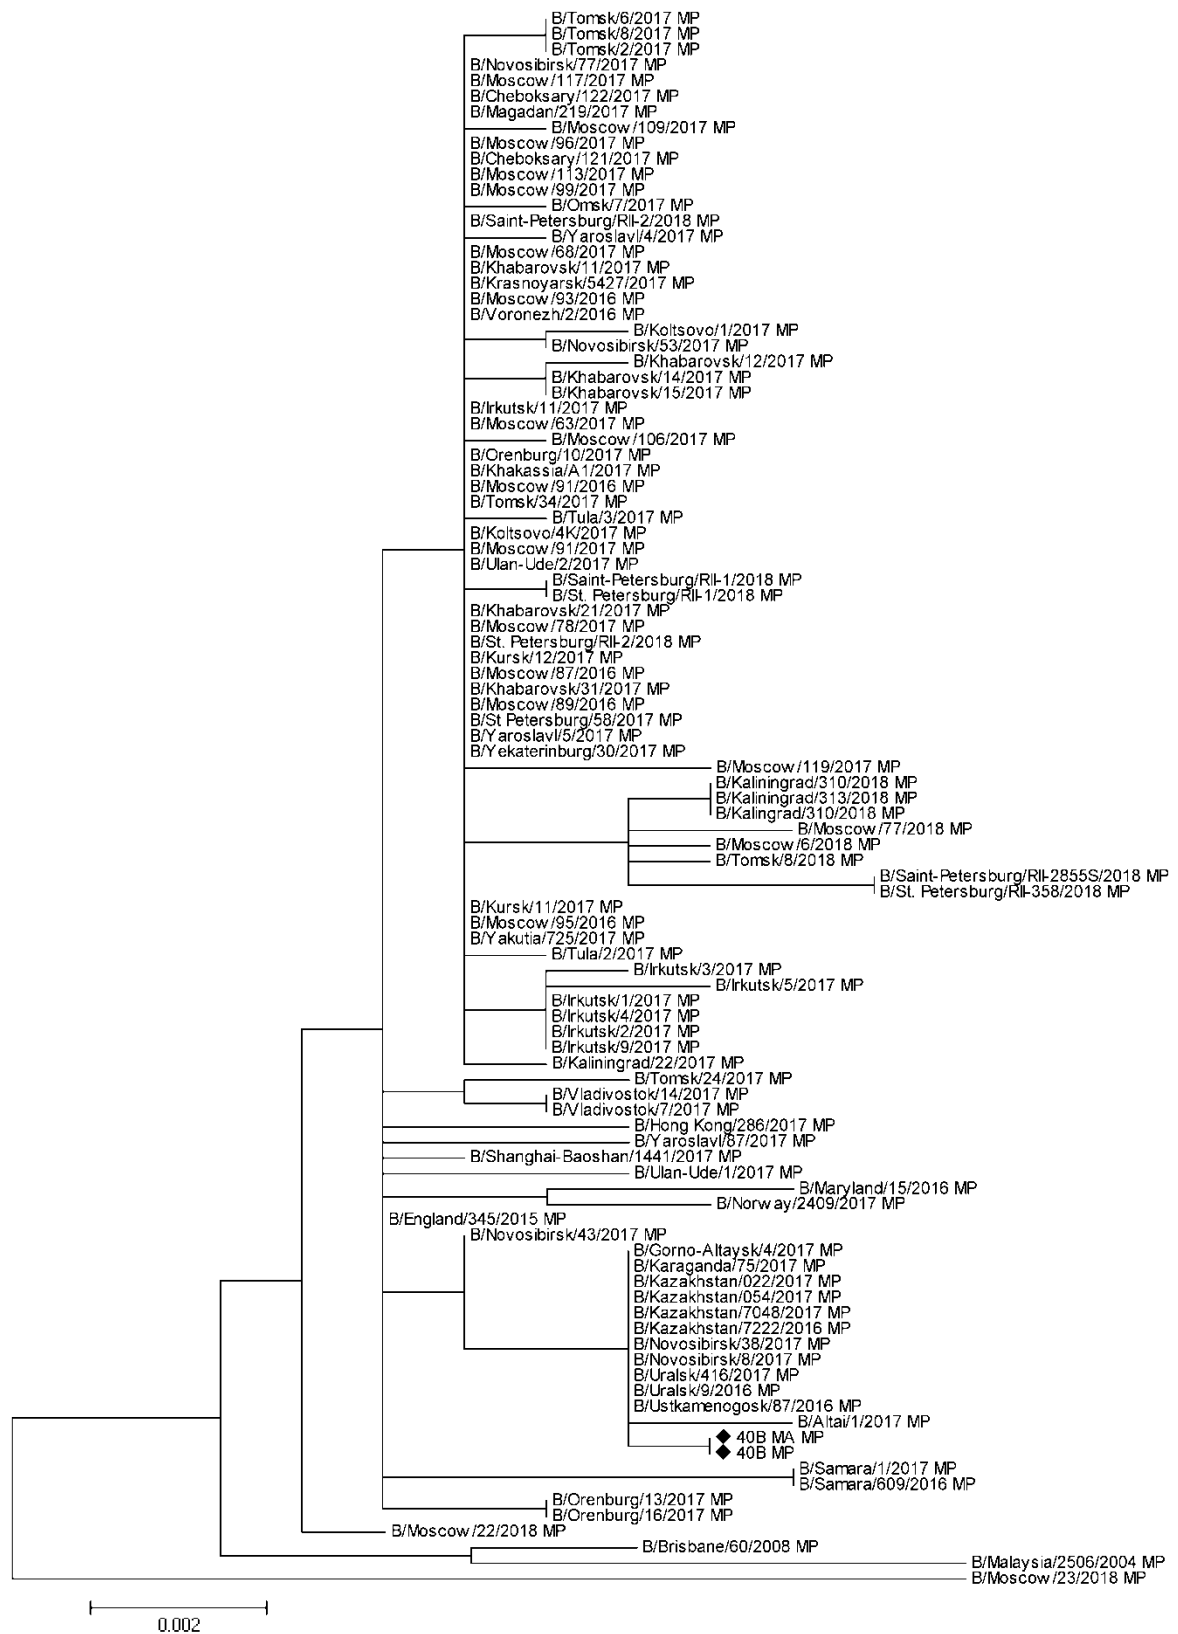 B/Tomsk/6/2017 MP
B/Tomsk/8/2017 MP
B/Tomsk/2/2017 MP
B/Novosibirsk/77/2017 MP
B/Moscow/117/2017 MP
B/Cheboksary/122/2017 MP
B/Magadan/219/2017 MP
B/Moscow/109/2017 MP
B/Moscow/96/2017 MP
B/Cheboksary/121/2017 MP
B/Moscow/113/2017 MP
B/Moscow/99/2017 MP
B/Omsk/7/2017 MP
B/Saint-Petersburg/RII-2/2018 MP
B/Yaroslavl/4/2017 MP
B/Moscow/68/2017 MP
B/Khabarovsk/11/2017 MP
B/Krasnoyarsk/5427/2017 MP
B/Moscow/93/2016 MP
B/Voronezh/2/2016 MP
B/Koltsovo/1/2017 MP
B/Novosibirsk/53/2017 MP
B/Khabarovsk/12/2017 MP
B/Khabarovsk/14/2017 MP
B/Khabarovsk/15/2017 MP
B/Irkutsk/11/2017 MP
B/Moscow/63/2017 MP
B/Moscow/106/2017 MP
B/Orenburg/10/2017 MP
B/Khakassia/A1/2017 MP
B/Moscow/91/2016 MP
B/Tomsk/34/2017 MP
B/Tula/3/2017 MP
B/Koltsovo/4K/2017 MP
B/Moscow/91/2017 MP
B/Ulan-Ude/2/2017 MP
B/Saint-Petersburg/RII-1/2018 MP
B/St. Petersburg/RII-1/2018 MP
B/Khabarovsk/21/2017 MP
B/Moscow/78/2017 MP
B/St. Petersburg/RII-2/2018 MP
B/Kursk/12/2017 MP
B/Moscow/87/2016 MP
B/Khabarovsk/31/2017 MP
B/Moscow/89/2016 MP
B/St Petersburg/58/2017 MP
B/Yaroslavl/5/2017 MP
B/Yekaterinburg/30/2017 MP
B/Moscow/119/2017 MP
B/Kaliningrad/310/2018 MP
B/Kaliningrad/313/2018 MP
B/Kalingrad/310/2018 MP
B/Moscow/77/2018 MP
B/Moscow/6/2018 MP
B/Tomsk/8/2018 MP
B/Saint-Petersburg/RII-2855S/2018 MP
B/St. Petersburg/RII-358/2018 MP
B/Kursk/11/2017 MP
B/Moscow/95/2016 MP
B/Yakutia/725/2017 MP
B/Tula/2/2017 MP
B/Irkutsk/3/2017 MP
B/Irkutsk/5/2017 MP
B/Irkutsk/1/2017 MP
B/Irkutsk/4/2017 MP
B/Irkutsk/2/2017 MP
B/Irkutsk/9/2017 MP
B/Kaliningrad/22/2017 MP
B/Tomsk/24/2017 MP
B/Vladivostok/14/2017 MP
B/Vladivostok/7/2017 MP
B/Hong Kong/286/2017 MP
B/Yaroslavl/87/2017 MP
B/Shanghai-Baoshan/1441/2017 MP
B/Ulan-Ude/1/2017 MP
B/Maryland/15/2016 MP
B/Norway/2409/2017 MP
B/England/345/2015 MP
B/Novosibirsk/43/2017 MP
B/Gorno-Altaysk/4/2017 MP
B/Karaganda/75/2017 MP
B/Kazakhstan/022/2017 MP
B/Kazakhstan/054/2017 MP
B/Kazakhstan/7048/2017 MP
B/Kazakhstan/7222/2016 MP
B/Novosibirsk/38/2017 MP
B/Novosibirsk/8/2017 MP
B/Uralsk/416/2017 MP
B/Uralsk/9/2016 MP
B/Ustkamenogosk/87/2016 MP
B/Altai/1/2017 MP
40B MA MP
40B MP
B/Samara/1/2017 MP
B/Samara/609/2016 MP
B/Orenburg/13/2017 MP
B/Orenburg/16/2017 MP
B/Moscow/22/2018 MP
B/Brisbane/60/2008 MP
B/Malaysia/2506/2004 MP
B/Moscow/23/2018 MP
0.002